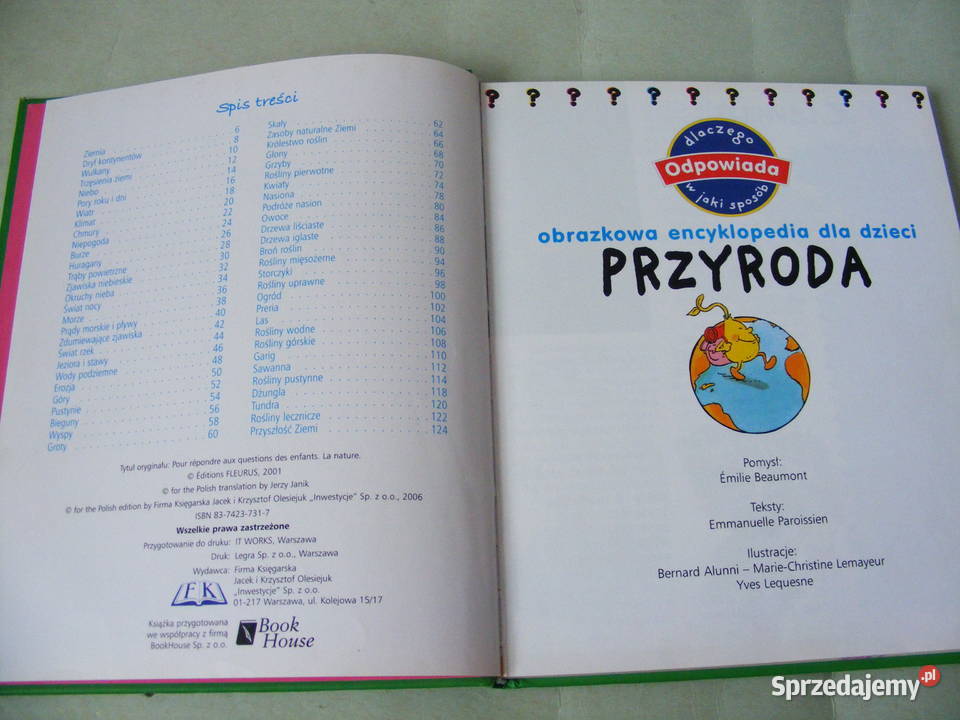 Spis treści
Ziemia 6
Dryf kontynentów 8
Wulkany 10
Trzęsienia ziemi 12
Niebo 14
Pory roku i dni 16
Wiatr 18
Klimat 20
Chmury 22
Niepogoda 24
Burze 26
Huragany 28
Trąby powietrzne 30
Zjawiska niebieskie 32
Okruchy nieba 34
Świat nocy 36
Morze 38
Prądy morskie i pływy 40
Zdumiewające zjawiska 42
Świat rzek 44
Jeziora i stawy 46
Wody podziemne 48
Erozja 50
Góry 52
Pustynie 54
Bieguny 56
Wyspy 58
Groty 60
Skały 62
Zasoby naturalne Ziemi 64
Królestwo roślin 66
Glony 68
Grzyby 70
Rośliny pierwotne 72
Kwiaty 74
Nasiona 78
Podróże nasion 80
Owoce 84
Drzewa liściaste 86
Drzewa iglaste 88
Broń roślin 90
Rośliny mięsożerne 94
Storczyki 96
Rośliny uprawne 98
Ogród 100
Preria 102
Las 104
Rośliny wodne 106
Rośliny górskie 108
Garig 110
Sawanna 112
Rośliny pustynne 114
Dżungla 118
Tundra 120
Rośliny lecznicze 122
Przyszłość Ziemi 124
Tytuł oryginału: Pour répondre aux questions des enfants. La nature.
© Éditions FLEURUS, 2001
© for the Polish translation by Jerzy Janik
© for the Polish edition by Firma Księgarska Jacek i Krzysztof Olesiejuk „Inwestycje” Sp. z o.o., 2006
ISBN 83-7423-731-7
Wszelkie prawa zastrzeżone
Przygotowanie do druku: IT WORKS, Warszawa
Druk: Legra Sp. z o.o., Warszawa
Wydawca: Firma Księgarska
Jacek i Krzysztof Olesiejuk
„Inwestycje” Sp. z o.o.
01-217 Warszawa, ul. Kolejowa 15/17
FK
Książka przygotowana
we współpracy z firmą
BookHouse Sp. z o.o.
Book
House
? ? ? ? ? ? ? ? ? ? ? ?
dlaczego
Odpowiada
w jaki sposób
obrazkowa encyklopedia dla dzieci
PRZYRODA
Pomysł:
Émilie Beaumont
Teksty:
Emmanuelle Paroissien
Ilustracje:
Bernard Alunni – Marie-Christine Lemayeur
Yves Lequesne
Sprzedajemy.pl